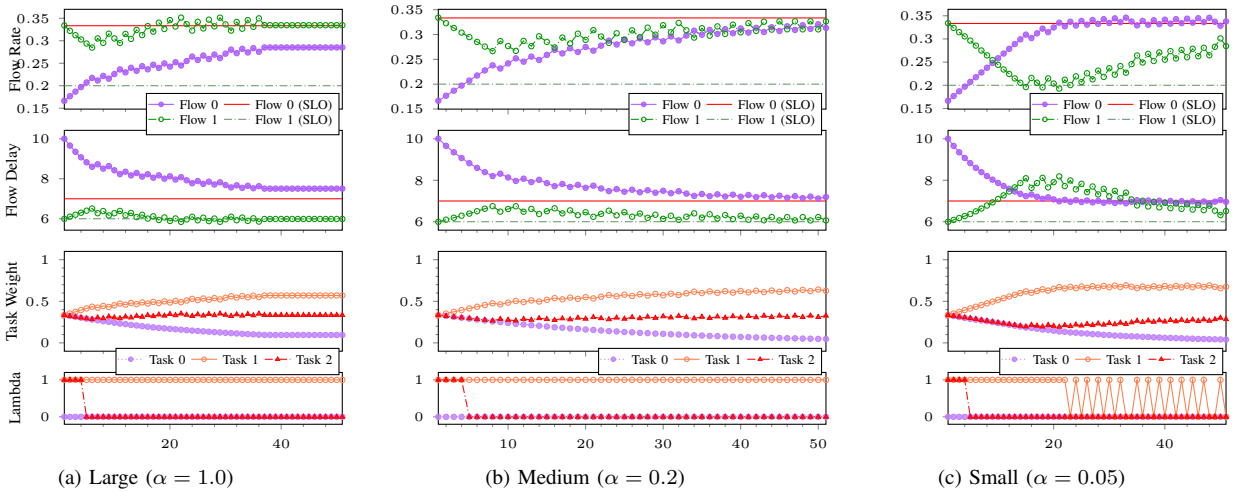 0.35
0.3
0.25
0.2
0.15
Flow Rate
Flow 0
Flow 0 (SLO)
Flow 1
Flow 1 (SLO)
10
8
6
Flow Delay
1
0.5
0
Task Weight
Task 0
Task 1
Task 2
1
0
Lambda
20
40
(a) Large (α = 1.0)
0.35
0.3
0.25
0.2
0.15
Flow 0
Flow 0 (SLO)
Flow 1
Flow 1 (SLO)
10
8
6
1
0.5
0
Task 0
Task 1
Task 2
1
0
10
20
30
40
50
(b) Medium (α = 0.2)
0.35
0.3
0.25
0.2
0.15
Flow 0
Flow 0 (SLO)
Flow 1
Flow 1 (SLO)
10
8
6
1
0.5
0
Task 0
Task 1
Task 2
1
0
20
40
(c) Small (α = 0.05)